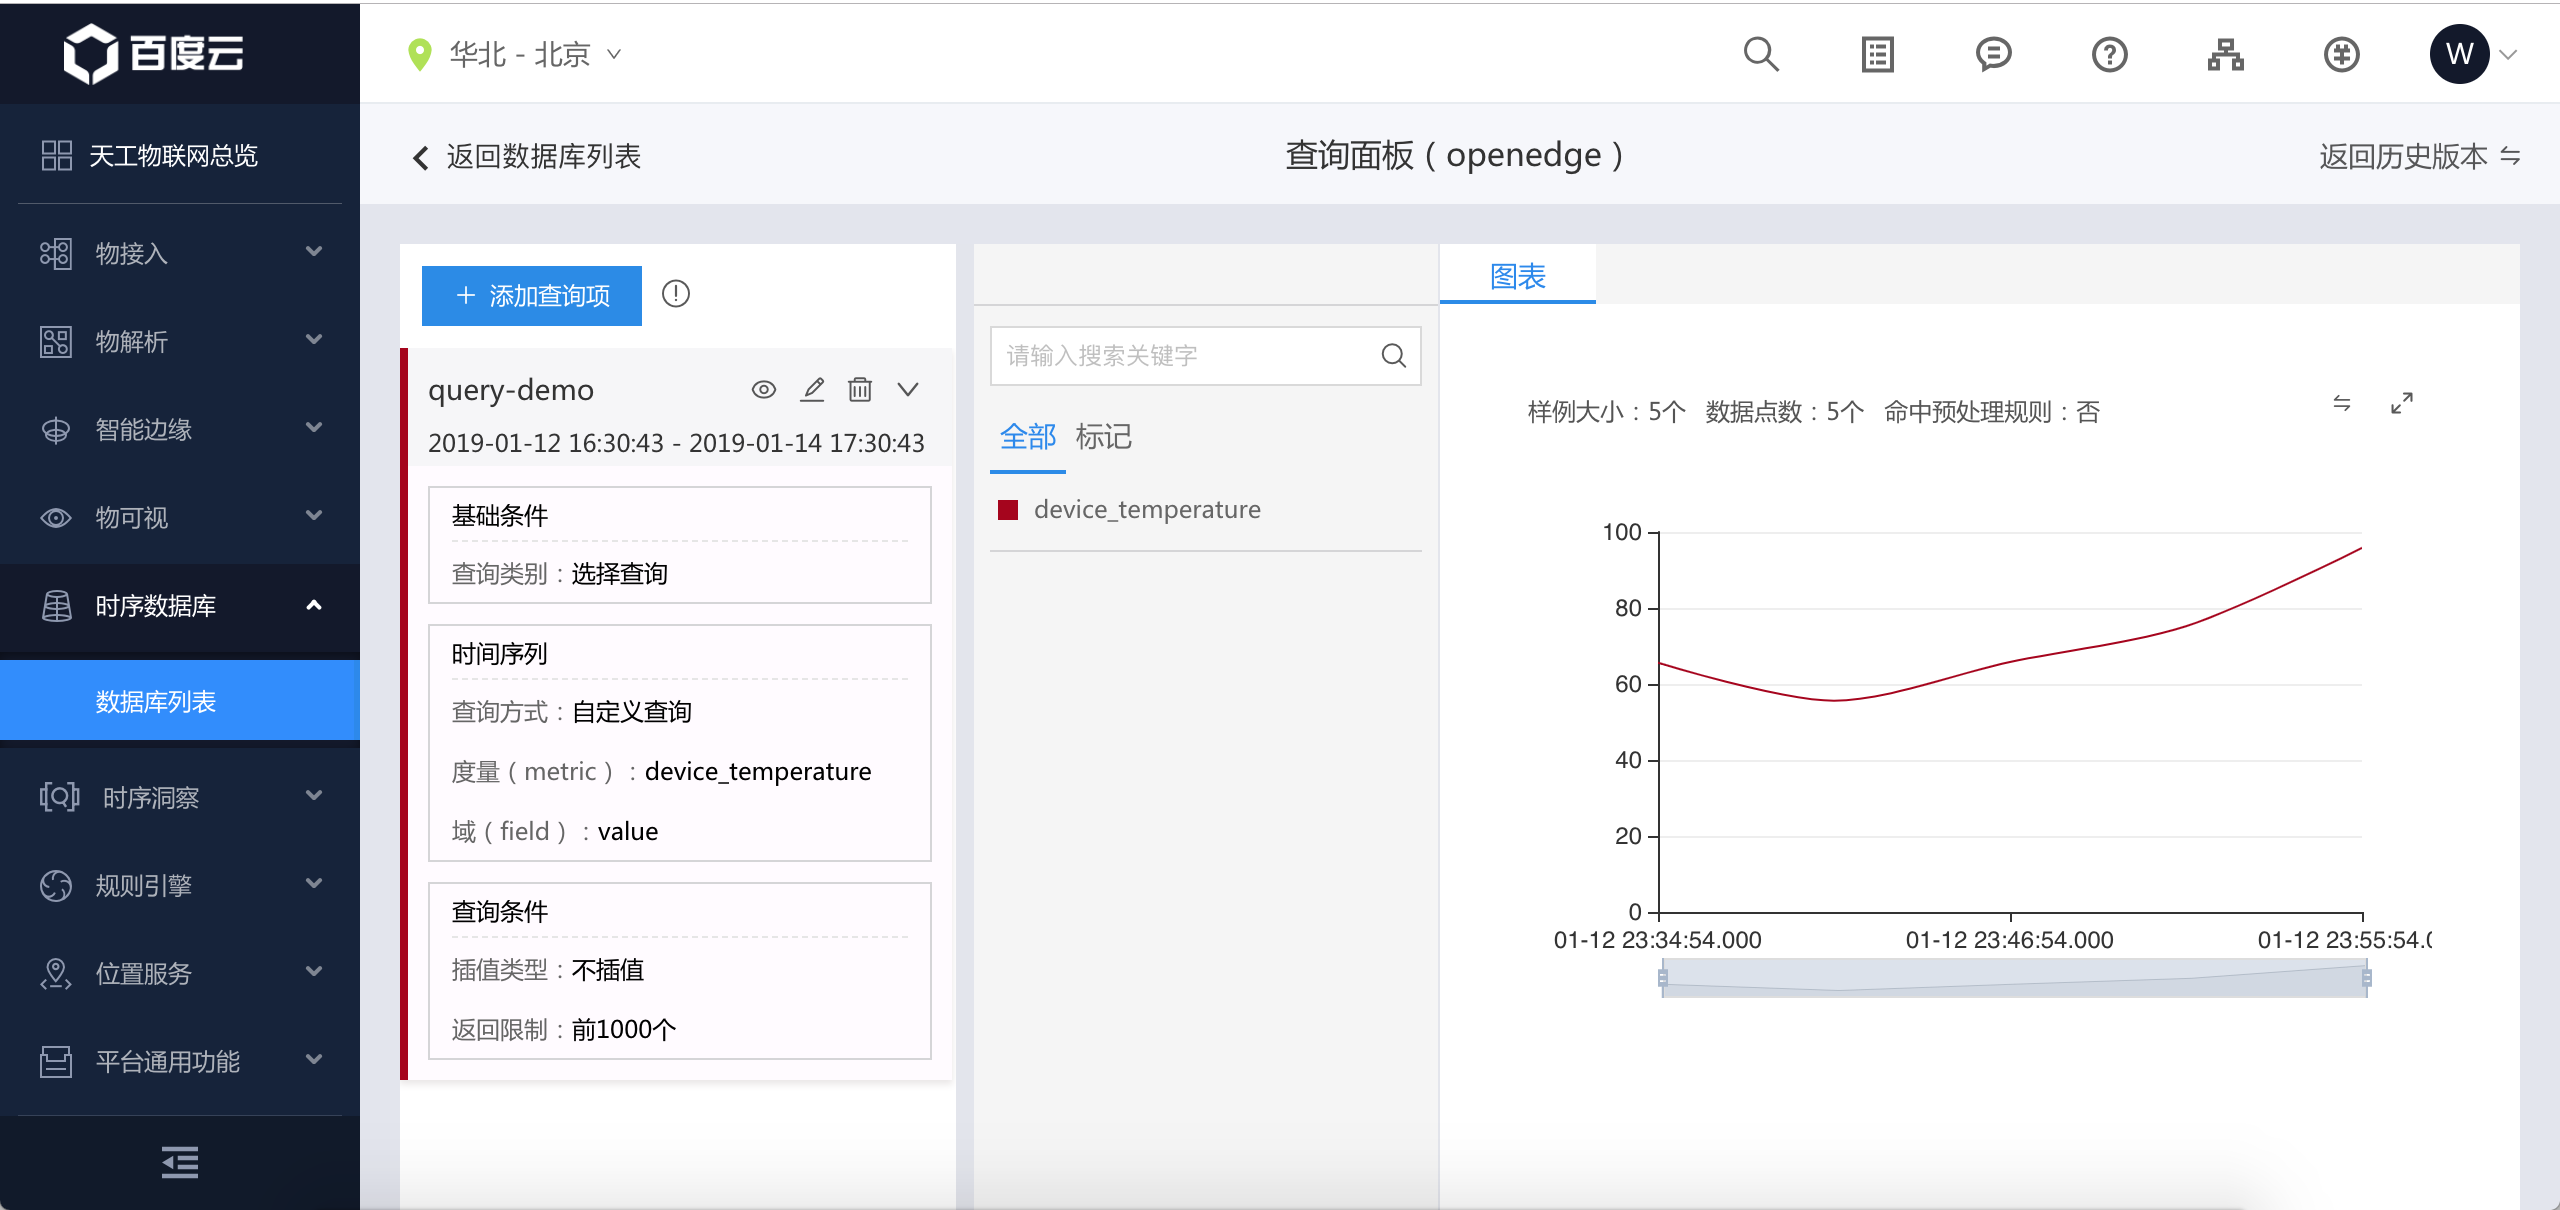 百度云
华北 - 北京
W
天工物联网总览
物接入
物解析
智能边缘
物可视
时序数据库
数据库列表
时序洞察
规则引擎
位置服务
平台通用功能
返回数据库列表
查询面板（openedge）
返回历史版本
+ 添加查询项
query-demo
2019-01-12 16:30:43 - 2019-01-14 17:30:43
基础条件
查询类别：选择查询
时间序列
查询方式：自定义查询
度量（metric）：device_temperature
域（field）：value
查询条件
插值类型：不插值
返回限制：前1000个
请输入搜索关键字
全部 标记
device_temperature
图表
样例大小：5个 数据点数：5个 命中预处理规则：否
100
80
60
40
20
0
01-12 23:34:54.000 01-12 23:46:54.000 01-12 23:55:54.0